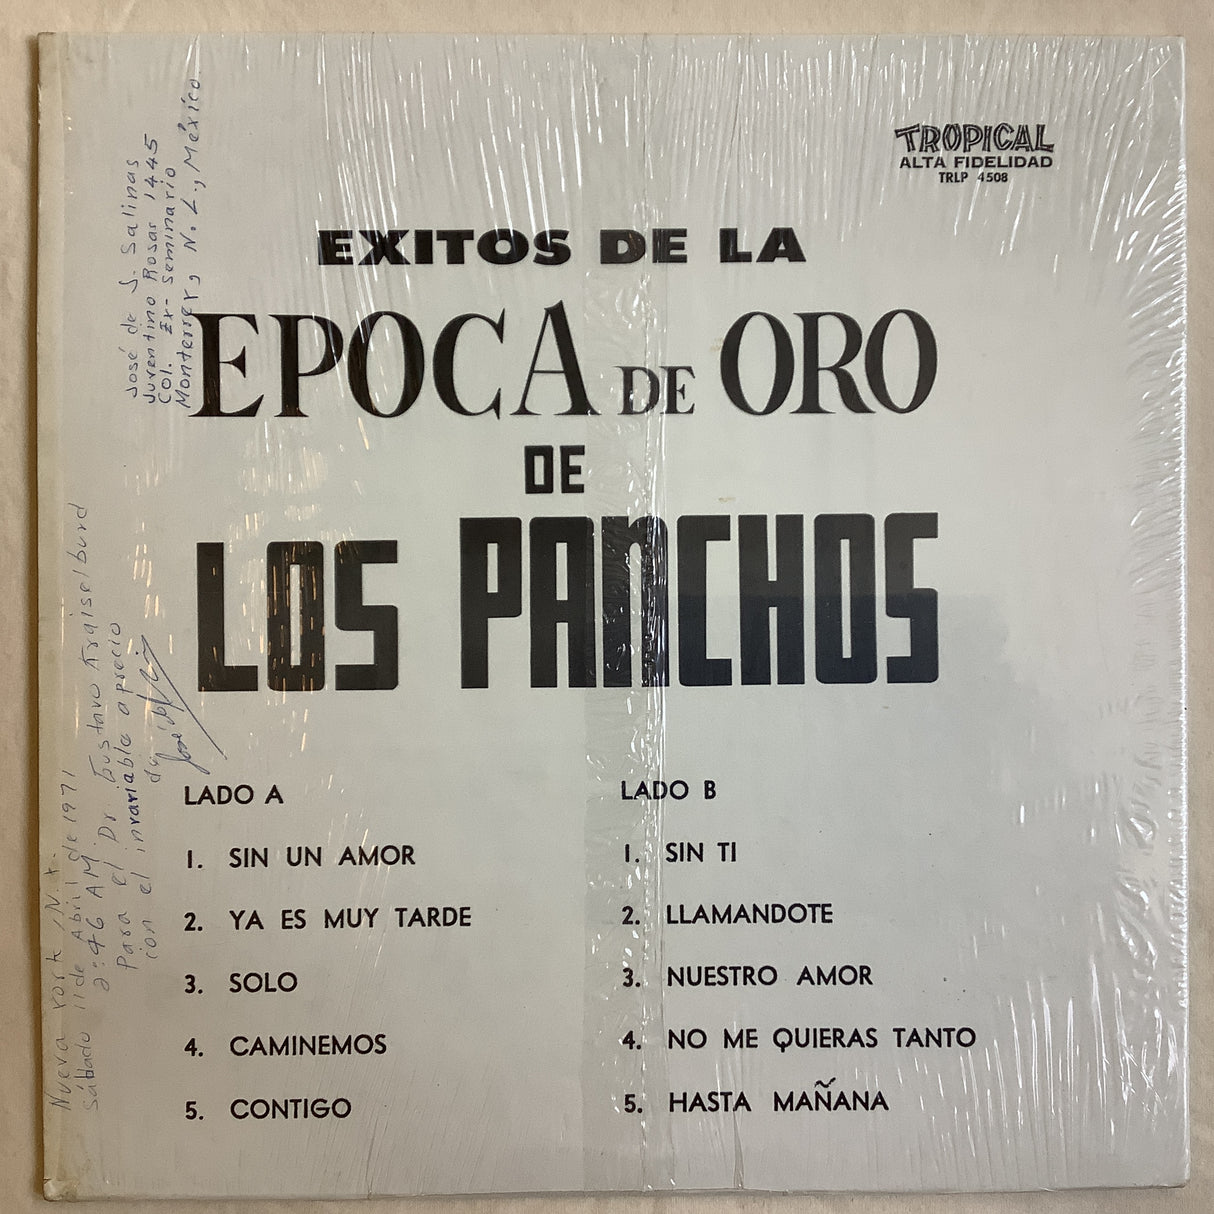 TROPICAL
ALTA FIDELIDAD
TRLP 4508
EXITOS DE LA
EPOCA DE ORO
DE
LOS PANCHOS
LADO A
1. SIN UN AMOR
2. YA ES MUY TARDE
3. SOLO
4. CAMINEMOS
5. CONTIGO
LADO B
1. SIN TI
2. LLAMANDOTE
3. NUESTRO AMOR
4. NO ME QUIERAS TANTO
5. HASTA MAÑANA
José de J. Salinas
Juventino Rosas 1445
Col. Ex-Seminario
Monterrey, N. L., México.
Nueva York, N.Y.
Sábado 11 de Abril de 1971
2:46 AM.
Para el Dr. Gustavo Kraiselburd
con el invariable aprecio
de
José